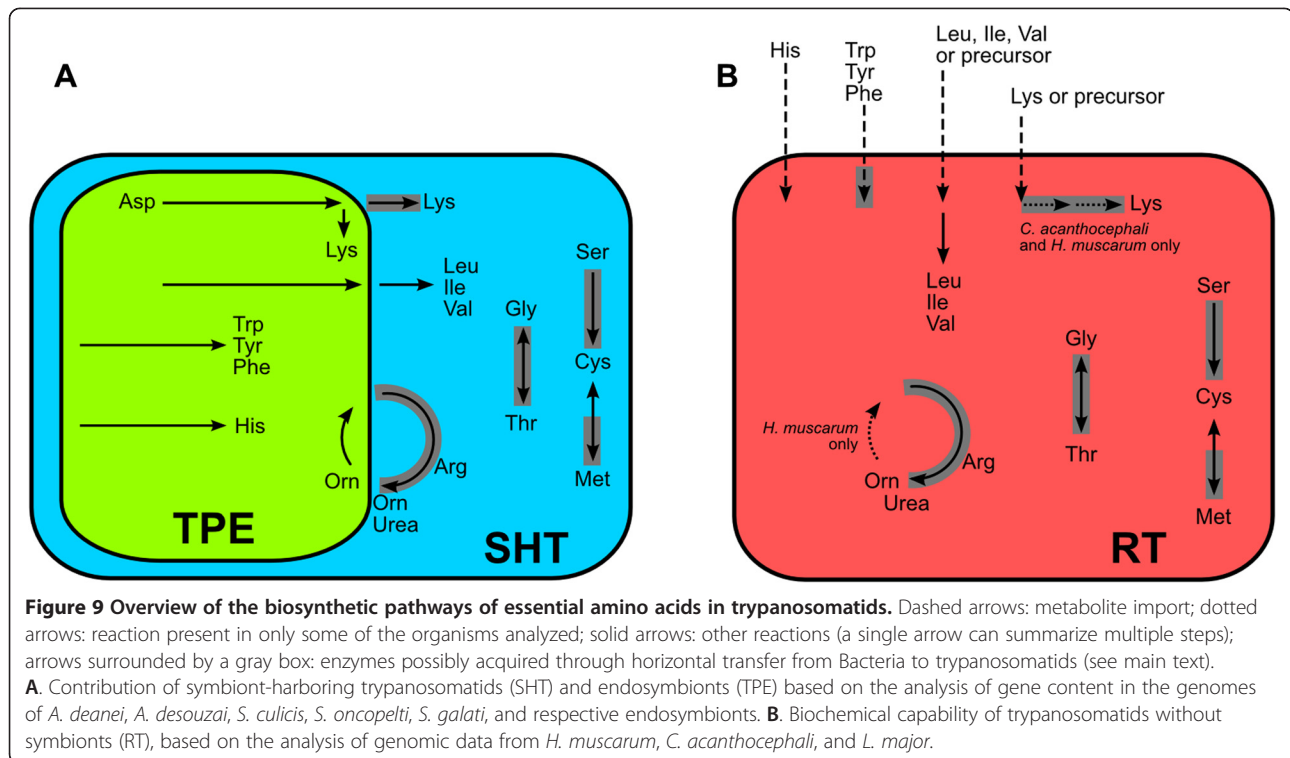 A
Asp
Lys
Lys
Leu
Ile
Val
Trp
Tyr
Phe
His
Orn
Arg
Orn
Urea
Gly
Thr
Ser
Cys
Met
TPE
SHT
B
His
Trp
Tyr
Phe
Leu, Ile, Val
or precursor
Lys or precursor
Lys
C. acanthocephali
and H. muscarum only
Leu
Ile
Val
H. muscarum
only
Orn
Urea
Arg
Gly
Thr
Ser
Cys
Met
RT
Figure 9 Overview of the biosynthetic pathways of essential amino acids in trypanosomatids. Dashed arrows: metabolite import; dotted
arrows: reaction present in only some of the organisms analyzed; solid arrows: other reactions (a single arrow can summarize multiple steps);
arrows surrounded by a gray box: enzymes possibly acquired through horizontal transfer from Bacteria to trypanosomatids (see main text).
A. Contribution of symbiont-harboring trypanosomatids (SHT) and endosymbionts (TPE) based on the analysis of gene content in the genomes
of A. deanei, A. desouzai, S. culicis, S. oncopelti, S. galati, and respective endosymbionts. B. Biochemical capability of trypanosomatids without
symbionts (RT), based on the analysis of genomic data from H. muscarum, C. acanthocephali, and L. major.